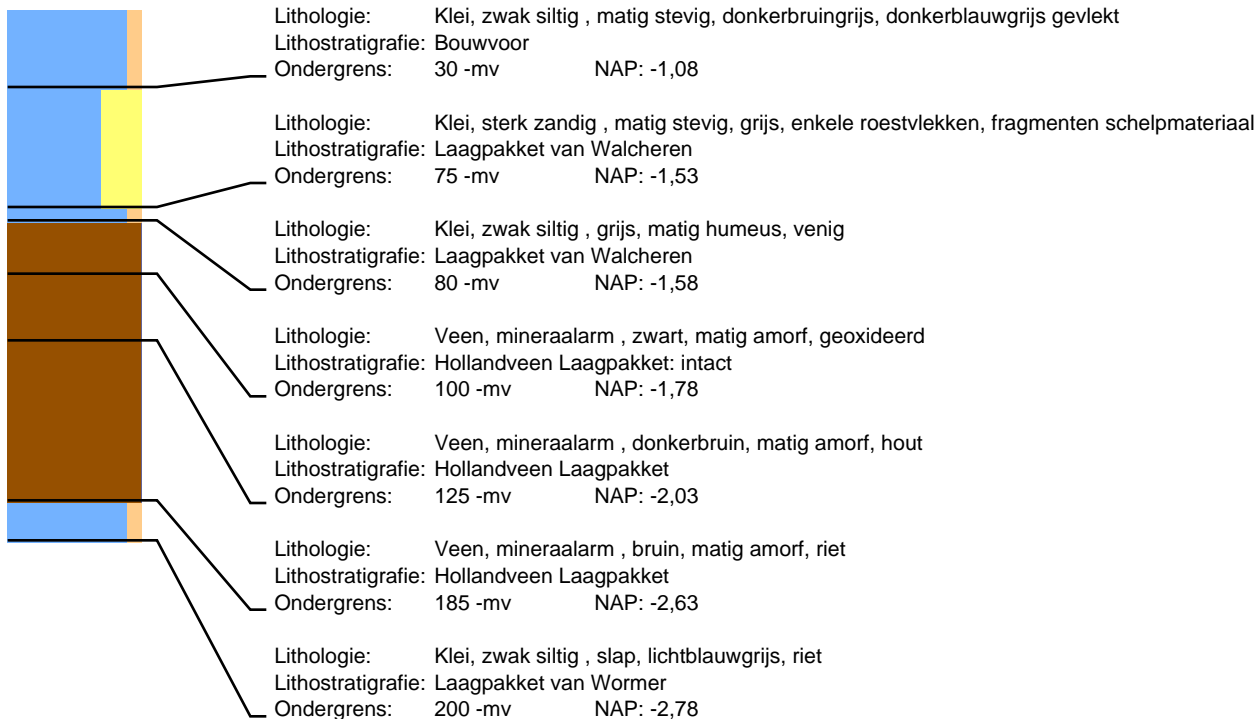 Lithologie: Klei, zwak siltig , matig stevig, donkerbruingrijs, donkerblauwgrijs gevlekt
Lithostratigrafie: Bouwvoor
Ondergrens: 30 -mv NAP: -1,08
Lithologie: Klei, sterk zandig , matig stevig, grijs, enkele roestvlekken, fragmenten schelpmateriaal
Lithostratigrafie: Laagpakket van Walcheren
Ondergrens: 75 -mv NAP: -1,53
Lithologie: Klei, zwak siltig , grijs, matig humeus, venig
Lithostratigrafie: Laagpakket van Walcheren
Ondergrens: 80 -mv NAP: -1,58
Lithologie: Veen, mineraalarm , zwart, matig amorf, geoxideerd
Lithostratigrafie: Hollandveen Laagpakket: intact
Ondergrens: 100 -mv NAP: -1,78
Lithologie: Veen, mineraalarm , donkerbruin, matig amorf, hout
Lithostratigrafie: Hollandveen Laagpakket
Ondergrens: 125 -mv NAP: -2,03
Lithologie: Veen, mineraalarm , bruin, matig amorf, riet
Lithostratigrafie: Hollandveen Laagpakket
Ondergrens: 185 -mv NAP: -2,63
Lithologie: Klei, zwak siltig , slap, lichtblauwgrijs, riet
Lithostratigrafie: Laagpakket van Wormer
Ondergrens: 200 -mv NAP: -2,78